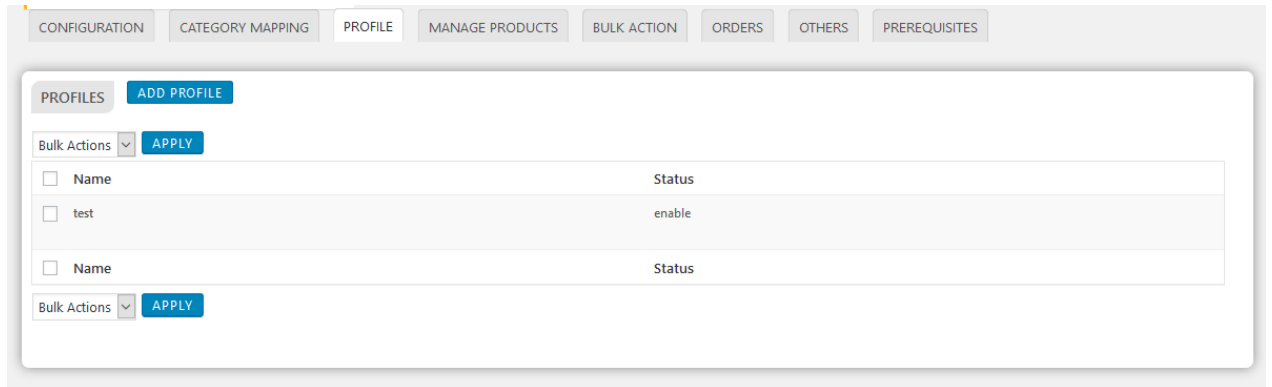 CONFIGURATION CATEGORY MAPPING PROFILE MANAGE PRODUCTS BULK ACTION ORDERS OTHERS PREREQUISITES
PROFILES ADD PROFILE
Bulk Actions APPLY
Name Status
test enable
Name Status
Bulk Actions APPLY